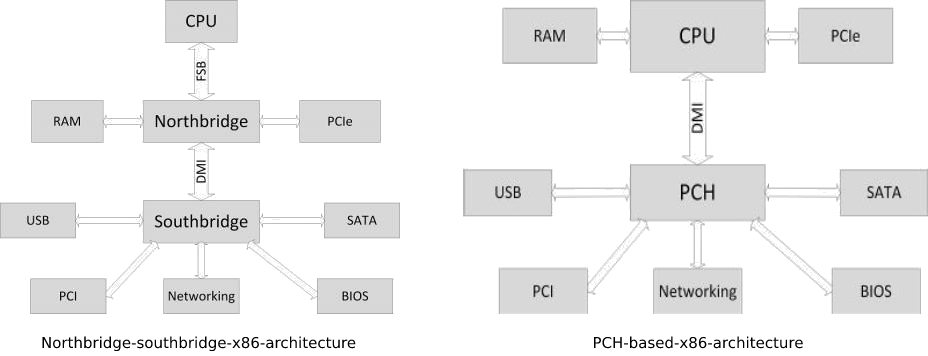 CPU
FSB
RAM
Northbridge
PCIe
DMI
USB
Southbridge
SATA
PCI
Networking
BIOS
Northbridge-southbridge-x86-architecture
RAM
CPU
PCIe
DMI
USB
PCH
SATA
PCI
Networking
BIOS
PCH-based-x86-architecture